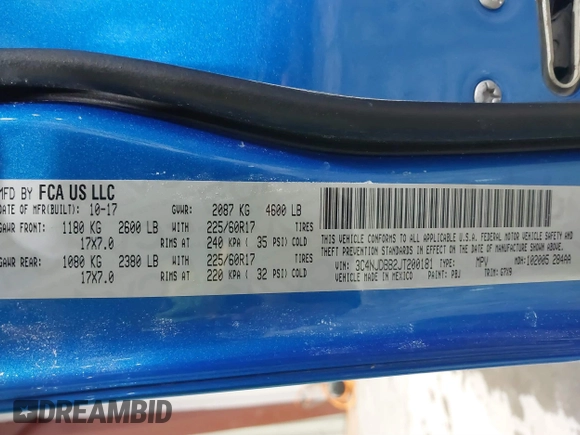 MFD BY FCA US LLC
DATE OF MFR(BUILT): 10-17 GVWR: 2087 KG 4600 LB
GAWR FRONT: 1180 KG 2600 LB WITH 225/60R17 TIRES
17X7.0 RIMS AT 240 KPA ( 35 PSI) COLD
GAWR REAR: 1080 KG 2380 LB WITH 225/60R17 TIRES
17X7.0 RIMS AT 220 KPA ( 32 PSI) COLD
THIS VEHICLE CONFORMS TO ALL APPLICABLE U.S.A. FEDERAL MOTOR VEHICLE SAFETY AND
THEFT PREVENTION STANDARDS IN EFFECT ON THE DATE OF MANUFACTURE SHOWN ABOVE.
VIN: 3C4NJDBB2JT200181 TYPE: MPV MDH: 102005 284AA
VEHICLE MADE IN MEXICO PAINT: PBJ TRIM:
DREAMBID